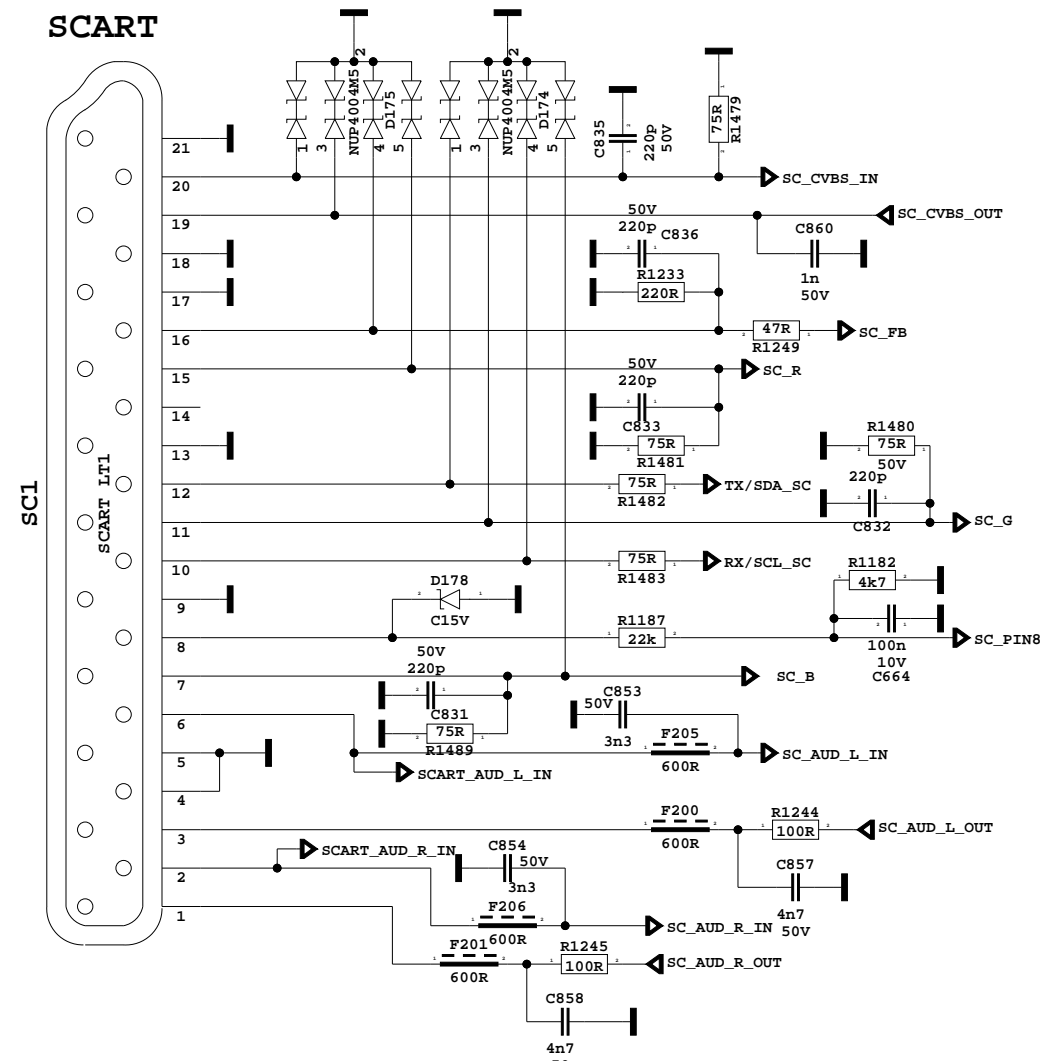 SCART
SC1
SCART LT1
21
20
19
18
17
16
15
14
13
12
11
10
9
8
7
6
5
4
3
2
1
2
NUP4004M5
D175
1
3
4
5
2
NUP4004M5
D174
1
3
4
5
C835
220p
50V
75R
R1479
SC_CVBS_IN
SC_CVBS_OUT
50V
220p
C836
C860
1n
50V
R1233
220R
47R
R1249
SC_FB
50V
220p
SC_R
C833
75R
R1481
R1480
75R
50V
220p
C832
75R
R1482
TX/SDA_SC
SC_G
75R
R1483
RX/SCL_SC
D178
C15V
R1182
4k7
R1187
22k
100n
10V
C664
SC_PIN8
50V
220p
C831
75R
R1489
SC_B
C853
50V
3n3
F205
600R
SC_AUD_L_IN
SCART_AUD_L_IN
F200
600R
R1244
100R
SC_AUD_L_OUT
SCART_AUD_R_IN
C854
50V
3n3
C857
4n7
50V
F206
600R
SC_AUD_R_IN
F201
600R
R1245
100R
SC_AUD_R_OUT
C858
4n7